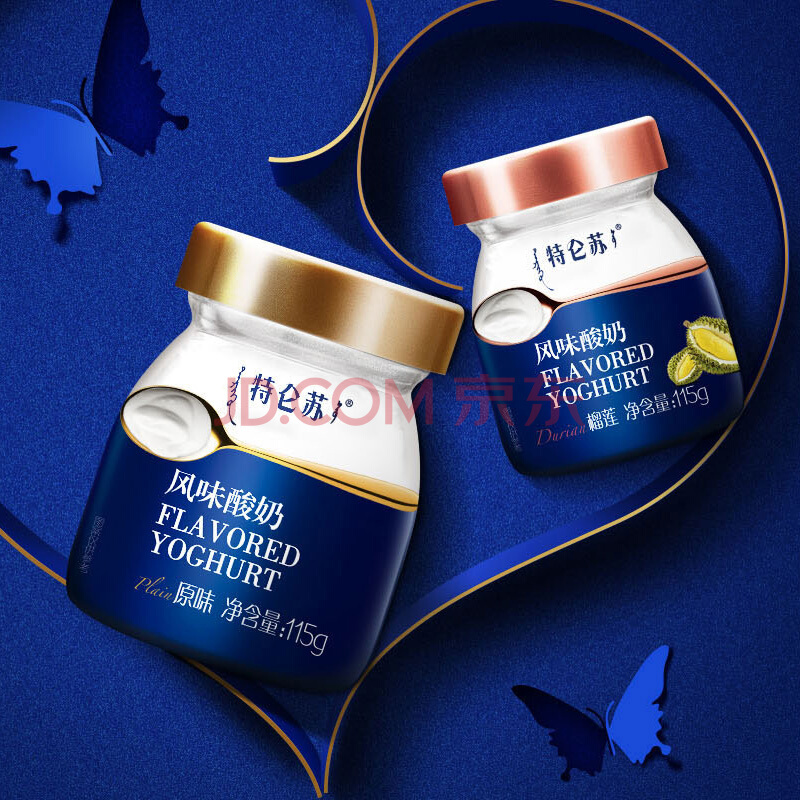 特仑苏®
风味酸奶
FLAVORED
YOGHURT
Durian 榴莲 净含量:115g
特仑苏®
风味酸奶
FLAVORED
YOGHURT
Plain 原味 净含量:115g
JD.COM 京东